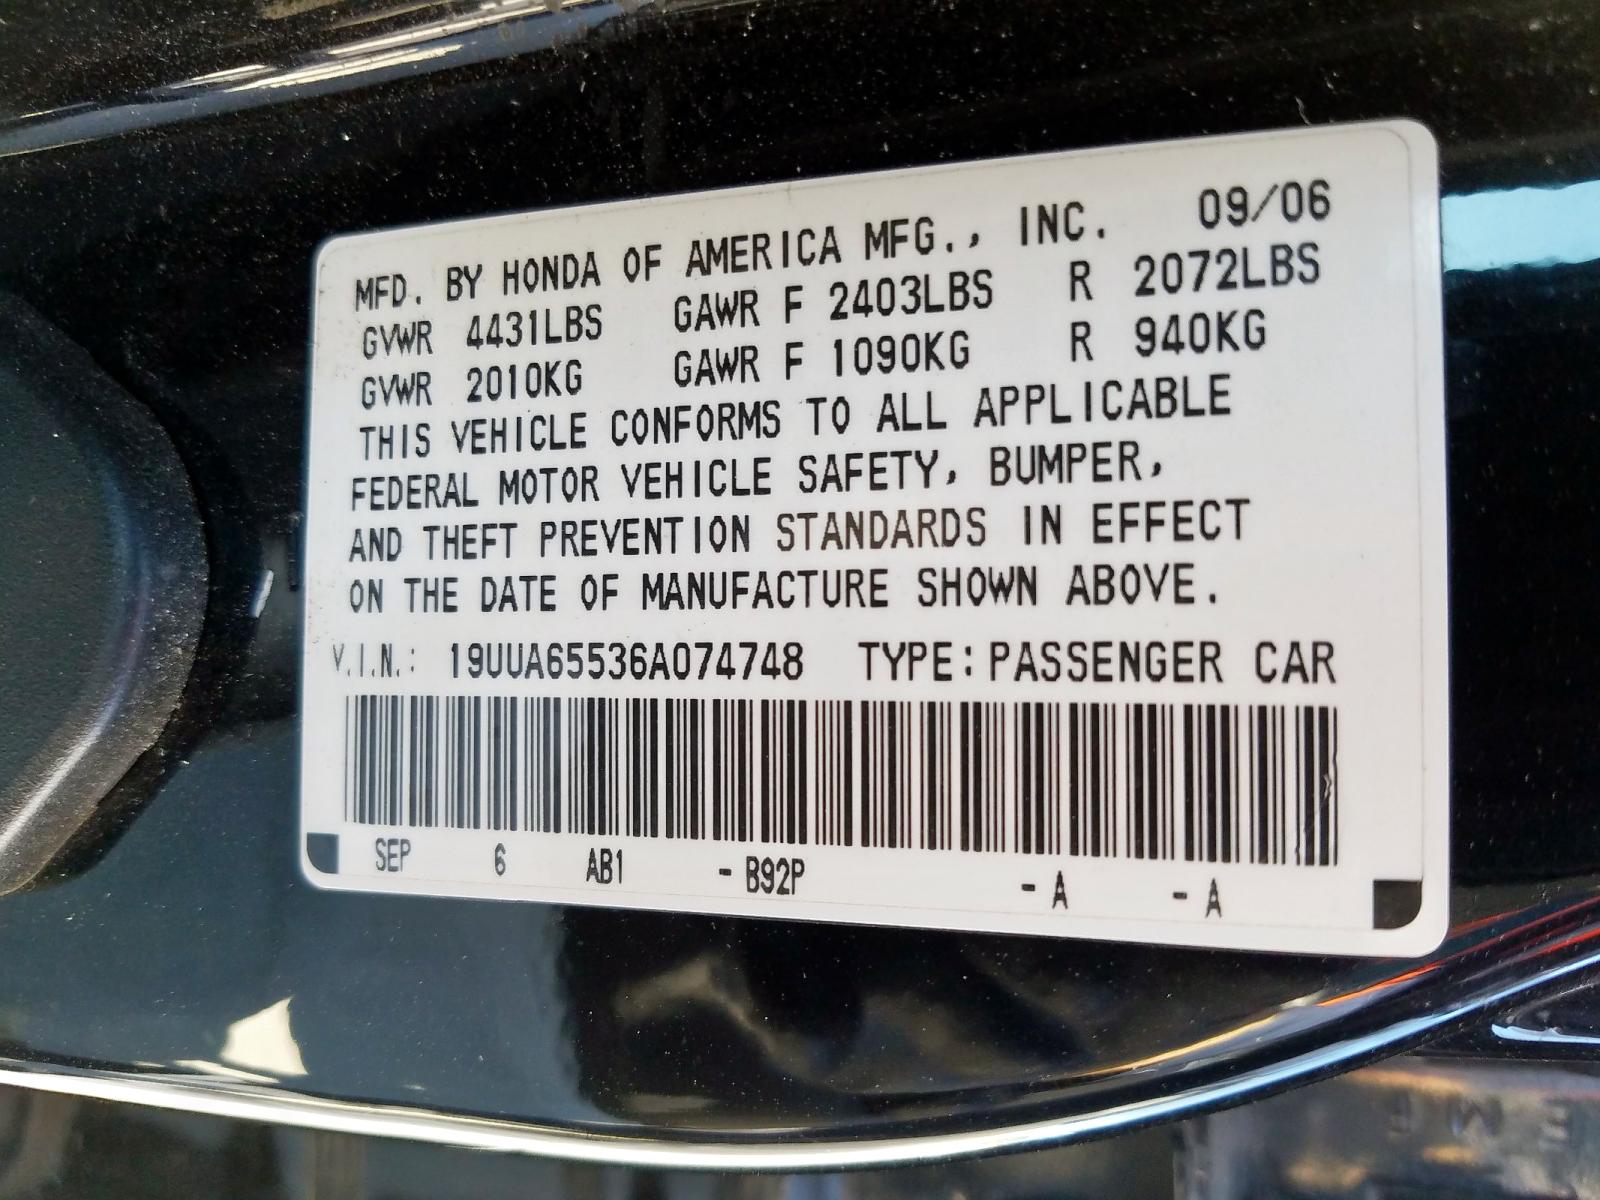 MFD. BY HONDA OF AMERICA MFG., INC. 09/06
GVWR 4431LBS GAWR F 2403LBS R 2072LBS
GVWR 2010KG GAWR F 1090KG R 940KG
THIS VEHICLE CONFORMS TO ALL APPLICABLE
FEDERAL MOTOR VEHICLE SAFETY, BUMPER,
AND THEFT PREVENTION STANDARDS IN EFFECT
ON THE DATE OF MANUFACTURE SHOWN ABOVE.
V.I.N.: 19UUA65536A074748 TYPE: PASSENGER CAR
SEP 6 AB1 - B92P - A - A